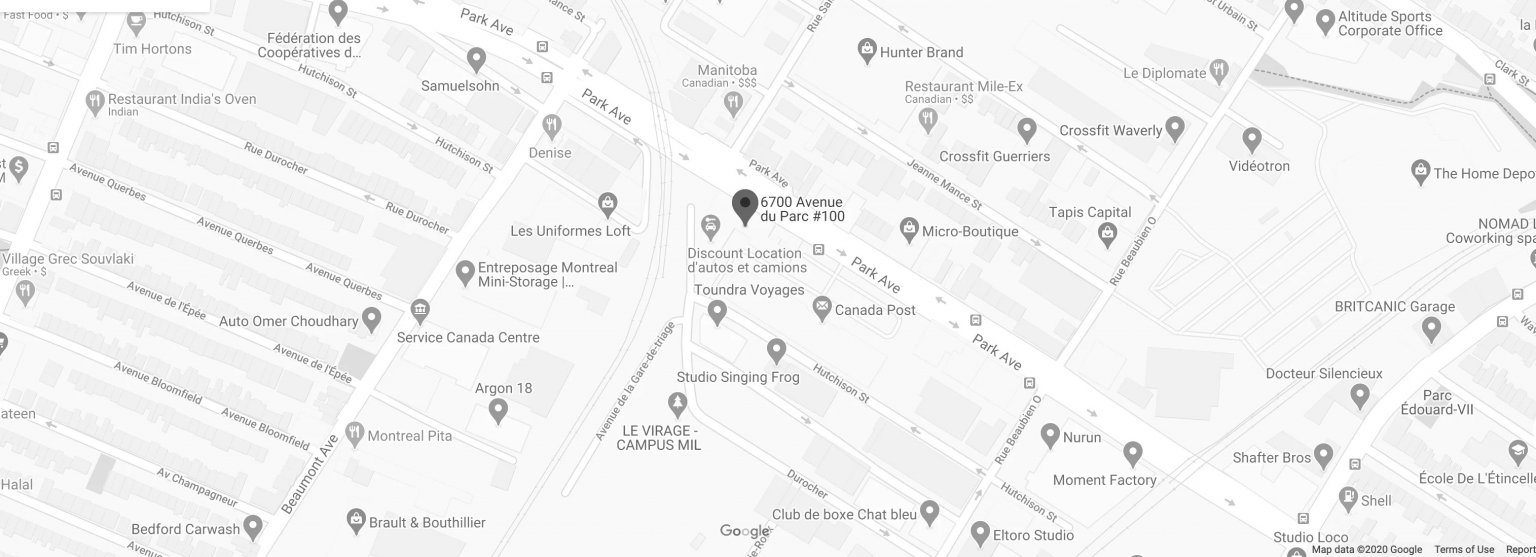 Fast Food • $
Tim Hortons
Hutchison St
Fédération des
Coopératives d...
Park Ave
Mance St
Samuelsohn
Park Ave
Manitoba
Canadian • $$$
Hunter Brand
Restaurant Mile-Ex
Canadian • $$
Le Diplomate
Urbain St
Altitude Sports
Corporate Office
Clark St
Restaurant India's Oven
Indian
Hutchison St
Hutchison St
Denise
Rue Durocher
Rue Durocher
Avenue Querbes
Avenue Querbes
Avenue Querbes
Park Ave
Jeanne Mance St
Crossfit Guerriers
Crossfit Waverly
Vidéotron
The Home Depot
6700 Avenue
du Parc #100
Les Uniformes Loft
Discount Location
d'autos et camions
Micro-Boutique
Tapis Capital
Rue Beaubien O
NOMAD
Coworking spa
Village Grec Souvlaki
Greek • $
Entreposage Montreal
Mini-Storage |...
Avenue de l'Épée
Avenue de l'Épée
Auto Omer Choudhary
Service Canada Centre
Toundra Voyages
Canada Post
Park Ave
Park Ave
BRITCANIC Garage
Avenue de la Gare-de-triage
Studio Singing Frog
Hutchison St
Argon 18
Docteur Silencieux
Parc
Édouard-VII
Avenue Bloomfield
Avenue Bloomfield
LE VIRAGE -
CAMPUS MIL
Montreal Pita
Beaumont Ave
Rue Beaubien O
Nurun
Moment Factory
Shafter Bros
École De L'Étincelle
Av Champagneur
Halal
Durocher
Hutchison St
Shell
Bedford Carwash
Brault & Bouthillier
Club de boxe Chat bleu
Eltoro Studio
Studio Loco
Google
Map data ©2020 Google
Terms of Use